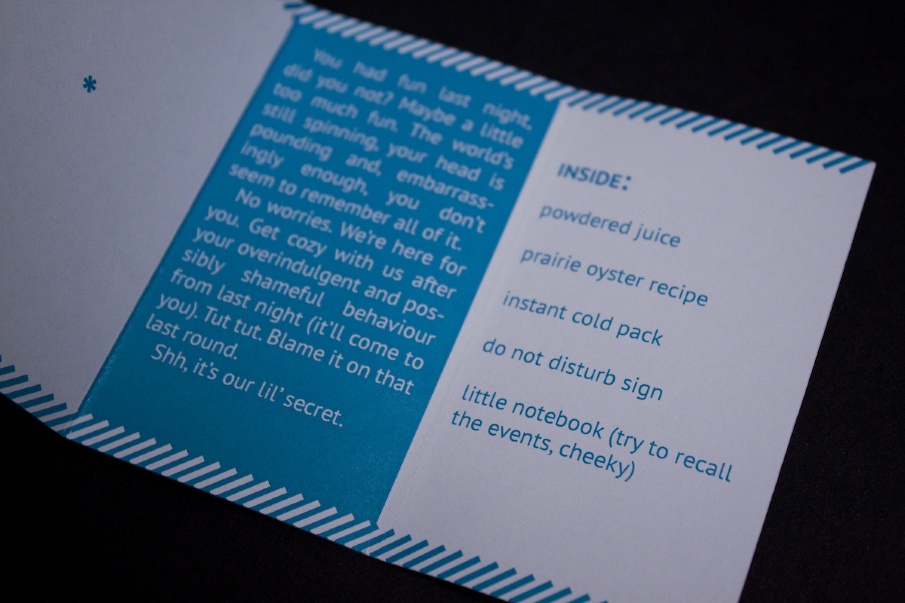 *
You had fun last night,
did you not? Maybe a little
too much fun. The world's
still spinning, your head is
pounding and, embarrass-
ingly enough, you don't
seem to remember all of it.
No worries. We're here for
you. Get cozy with us after
your overindulgent and pos-
sibly shameful behaviour
from last night (it'll come to
you). Tut tut. Blame it on that
last round.
Shh, it's our lil' secret.
INSIDE:
powdered juice
prairie oyster recipe
instant cold pack
do not disturb sign
little notebook (try to recall
the events, cheeky)